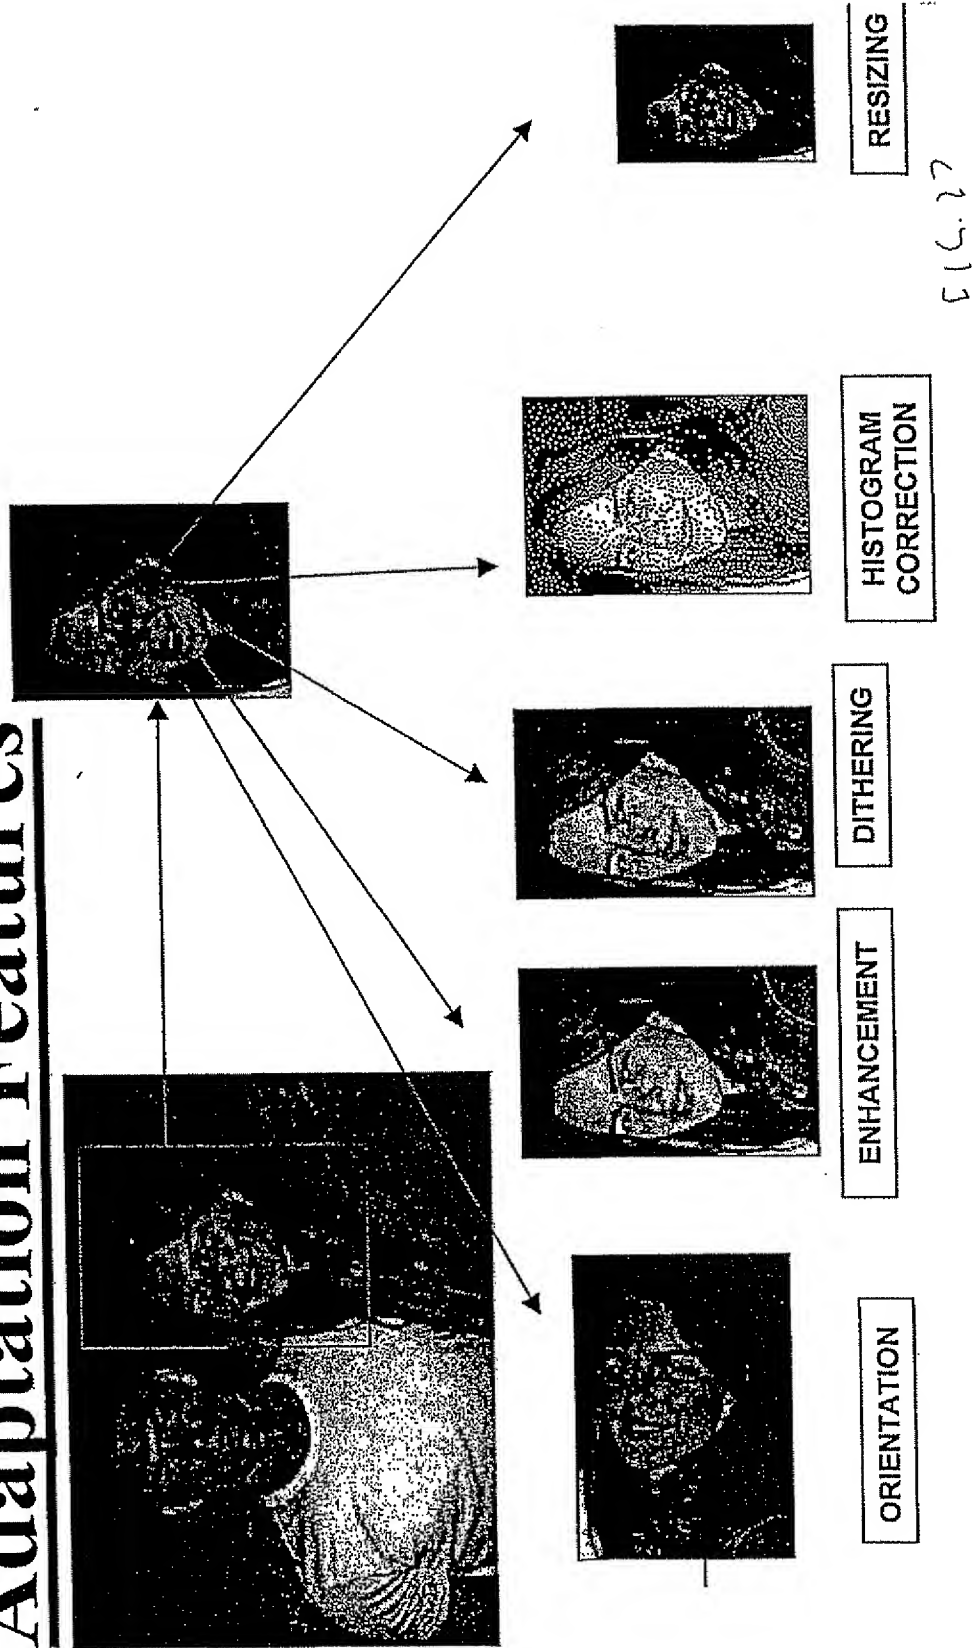 Adaptation Features
ORIENTATION
ENHANCEMENT
DITHERING
HISTOGRAM
CORRECTION
RESIZING